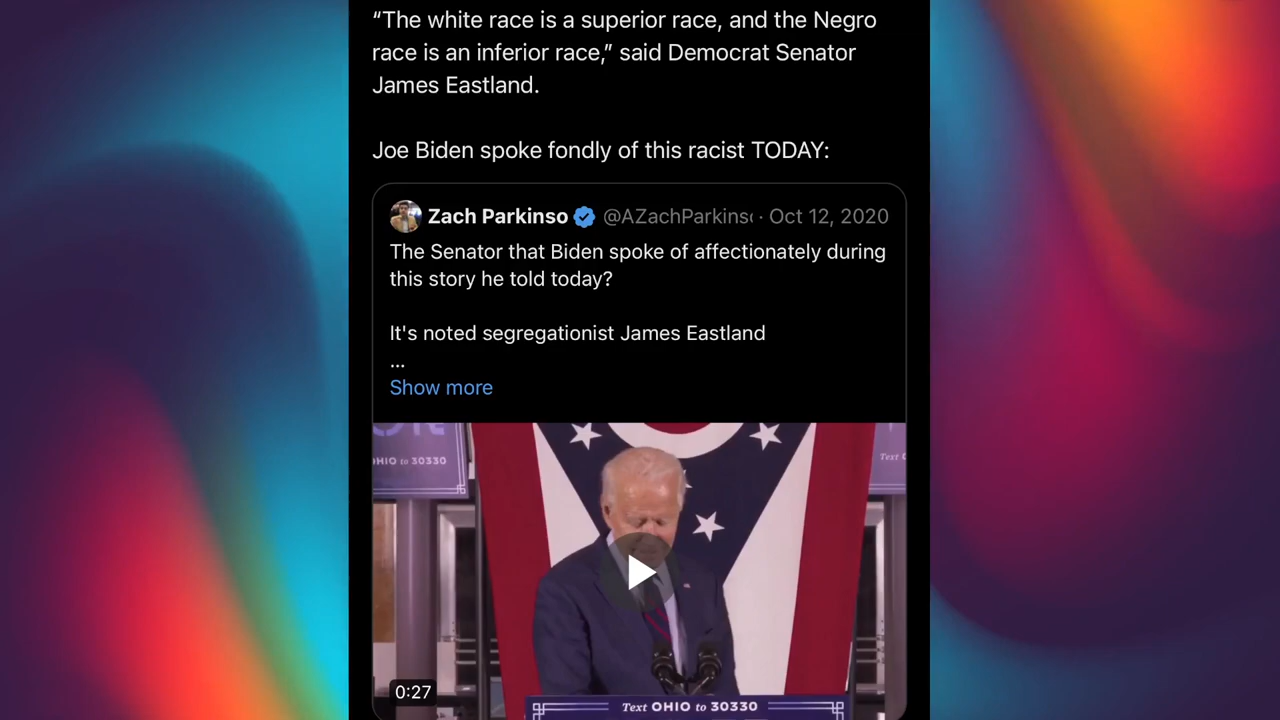 “The white race is a superior race, and the Negro
race is an inferior race,” said Democrat Senator
James Eastland.
Joe Biden spoke fondly of this racist TODAY:
Zach Parkinso @AZachParkins · Oct 12, 2020
The Senator that Biden spoke of affectionately during
this story he told today?
It's noted segregationist James Eastland
...
Show more
OHIO to 30330
Text
0:27
Text OHIO to 30330